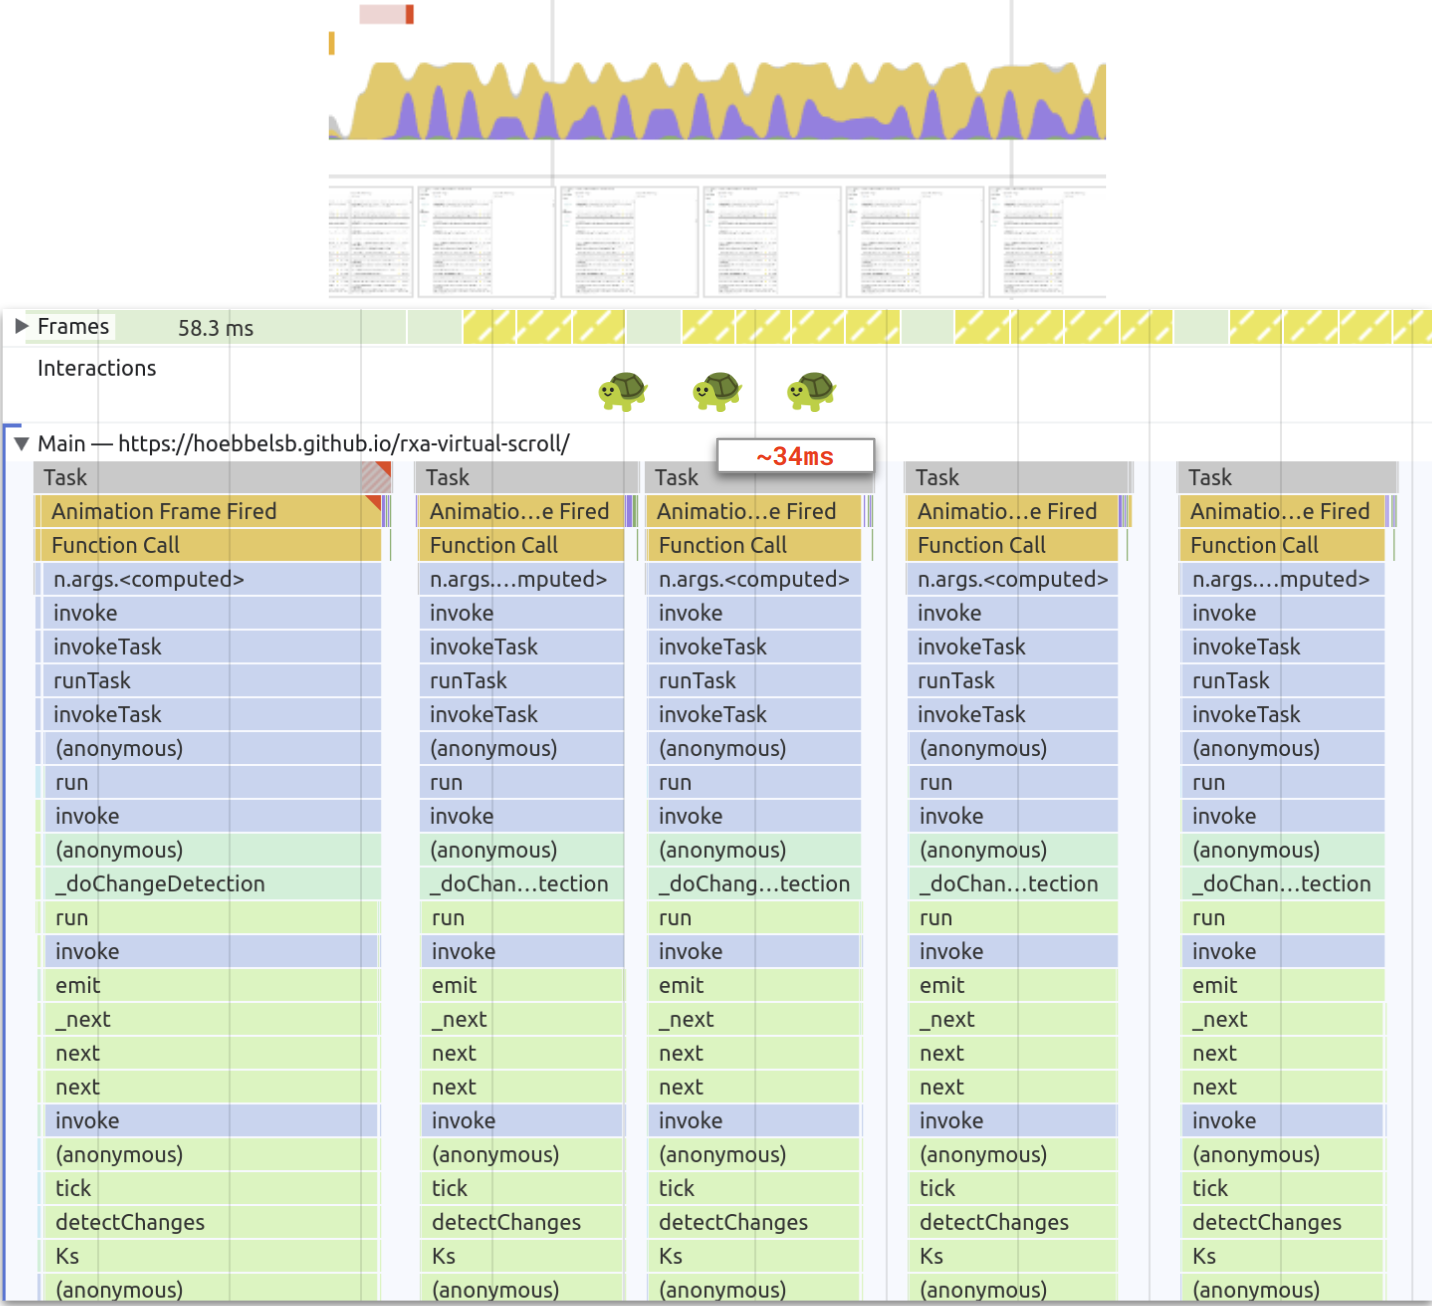 Frames 58.3 ms
Interactions
Main — https://hoebbelsb.github.io/rxa-virtual-scroll/
~34ms
Task Task Task Task Task
Animation Frame Fired Animatio…e Fired Animatio…e Fired Animatio…e Fired Animatio…e Fired
Function Call Function Call Function Call Function Call Function Call
n.args.<computed> n.args.…mputed> n.args.<computed> n.args.<computed> n.args.…mputed>
invoke invoke invoke invoke invoke
invokeTask invokeTask invokeTask invokeTask invokeTask
runTask runTask runTask runTask runTask
invokeTask invokeTask invokeTask invokeTask invokeTask
(anonymous) (anonymous) (anonymous) (anonymous) (anonymous)
run run run run run
invoke invoke invoke invoke invoke
(anonymous) (anonymous) (anonymous) (anonymous) (anonymous)
_doChangeDetection _doChan…tection _doChang…tection _doChan…tection _doChan…tection
run run run run run
invoke invoke invoke invoke invoke
emit emit emit emit emit
_next _next _next _next _next
next next next next next
next next next next next
invoke invoke invoke invoke invoke
(anonymous) (anonymous) (anonymous) (anonymous) (anonymous)
tick tick tick tick tick
detectChanges detectChanges detectChanges detectChanges detectChanges
Ks Ks Ks Ks Ks
(anonymous) (anonymous) (anonymous) (anonymous) (anonymous)